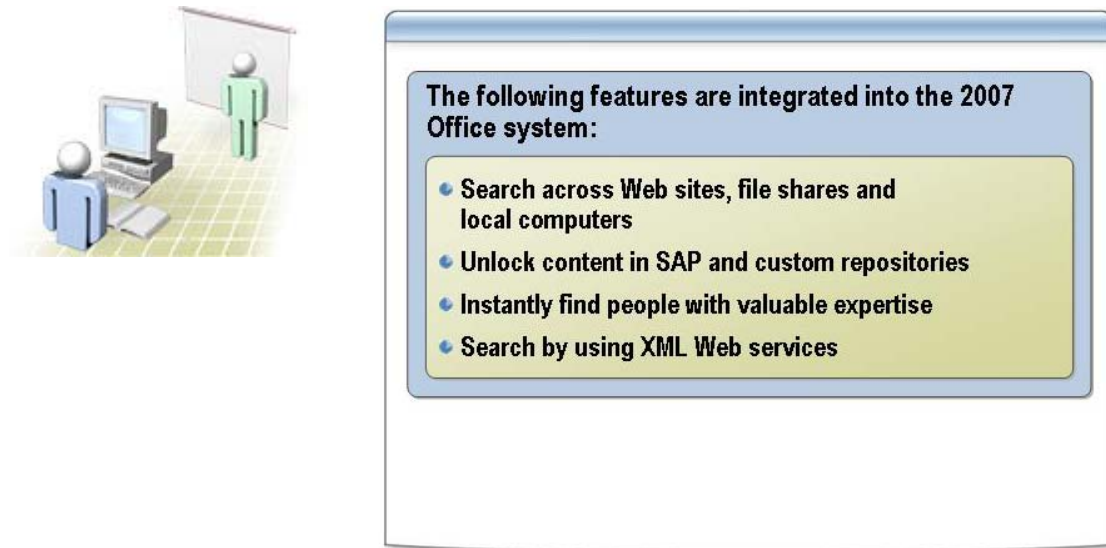 The following features are integrated into the 2007
Office system:
Search across Web sites, file shares and
local computers
Unlock content in SAP and custom repositories
Instantly find people with valuable expertise
Search by using XML Web services